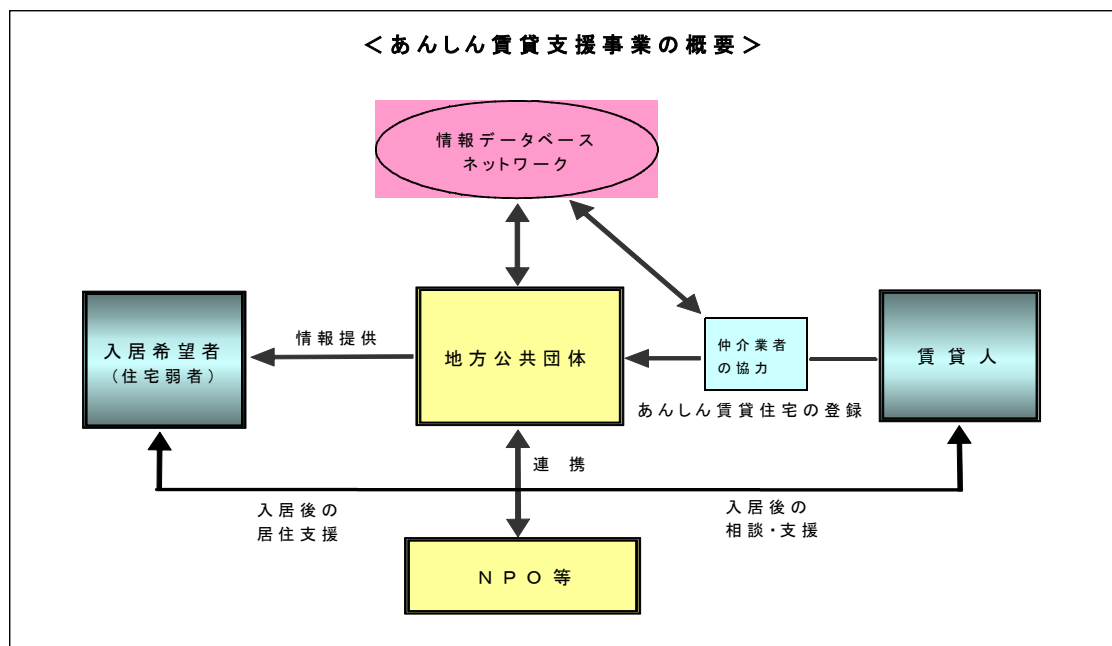 ＜あんしん賃貸支援事業の概要＞
情報データベース
ネットワーク
入居希望者
（住宅弱者）
情報提供
地方公共団体
仲介業者
の協力
賃貸人
あんしん賃貸住宅の登録
連　携
入居後の
居住支援
入居後の
相談・支援
ＮＰＯ等